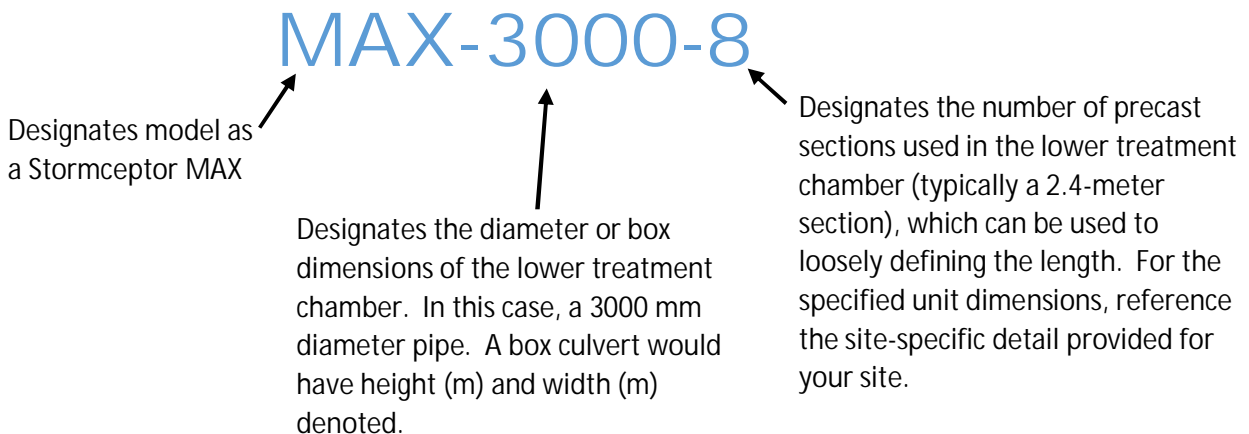 MAX-3000-8
Designates model as
a Stormceptor MAX
Designates the diameter or box
dimensions of the lower treatment
chamber.  In this case, a 3000 mm
diameter pipe.  A box culvert would
have height (m) and width (m)
denoted.
Designates the number of precast
sections used in the lower treatment
chamber (typically a 2.4-meter
section), which can be used to
loosely defining the length.  For the
specified unit dimensions, reference
the site-specific detail provided for
your site.